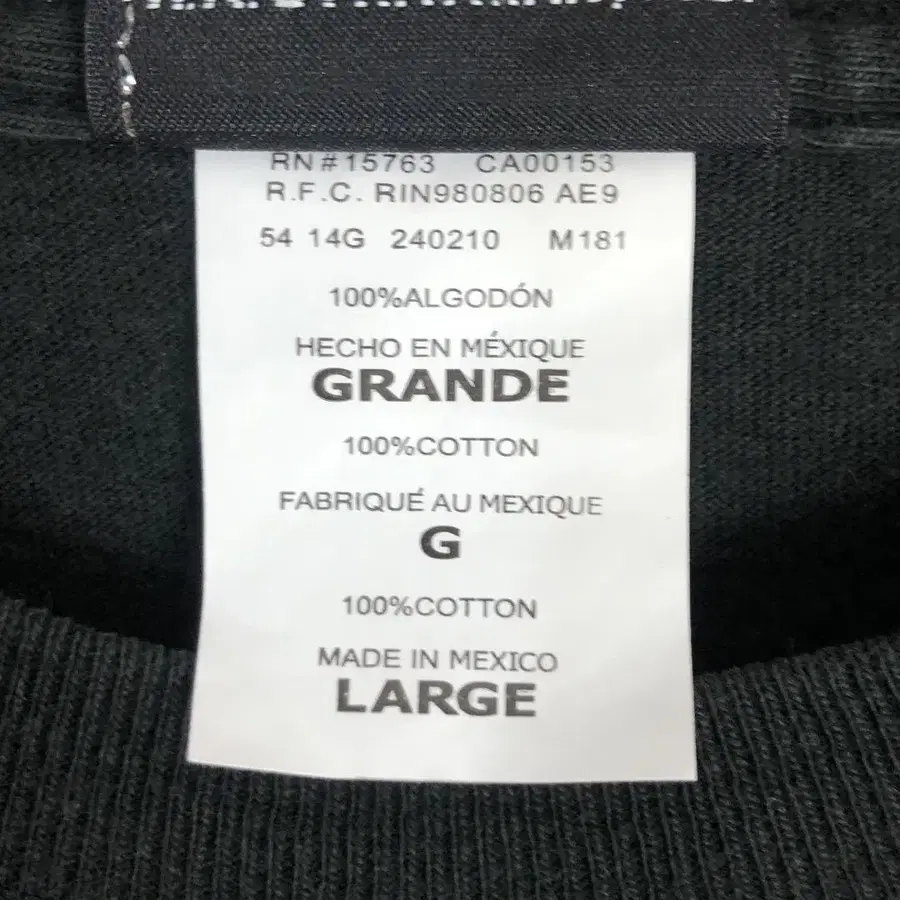 RN#15763 CA00153
R.F.C. RIN980806 AE9
54 14G 240210 M181
100%ALGODÓN
HECHO EN MÉXIQUE
GRANDE
100%COTTON
FABRIQUÉ AU MEXIQUE
G
100%COTTON
MADE IN MEXICO
LARGE